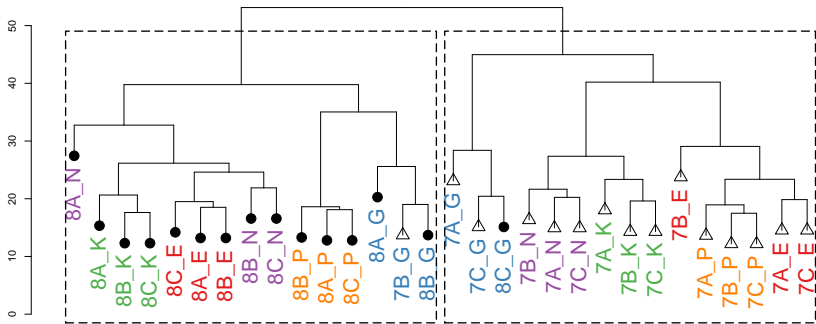 50
40
30
20
10
0
8A_N
8A_K
8B_K
8C_K
8C_E
8A_E
8B_E
8B_N
8C_N
8B_P
8A_P
8C_P
8A_G
7B_G
8B_G
7A_G
7C_G
8C_G
7B_N
7A_N
7C_N
7A_K
7B_K
7C_K
7B_E
7A_P
7B_P
7C_P
7A_E
7C_E